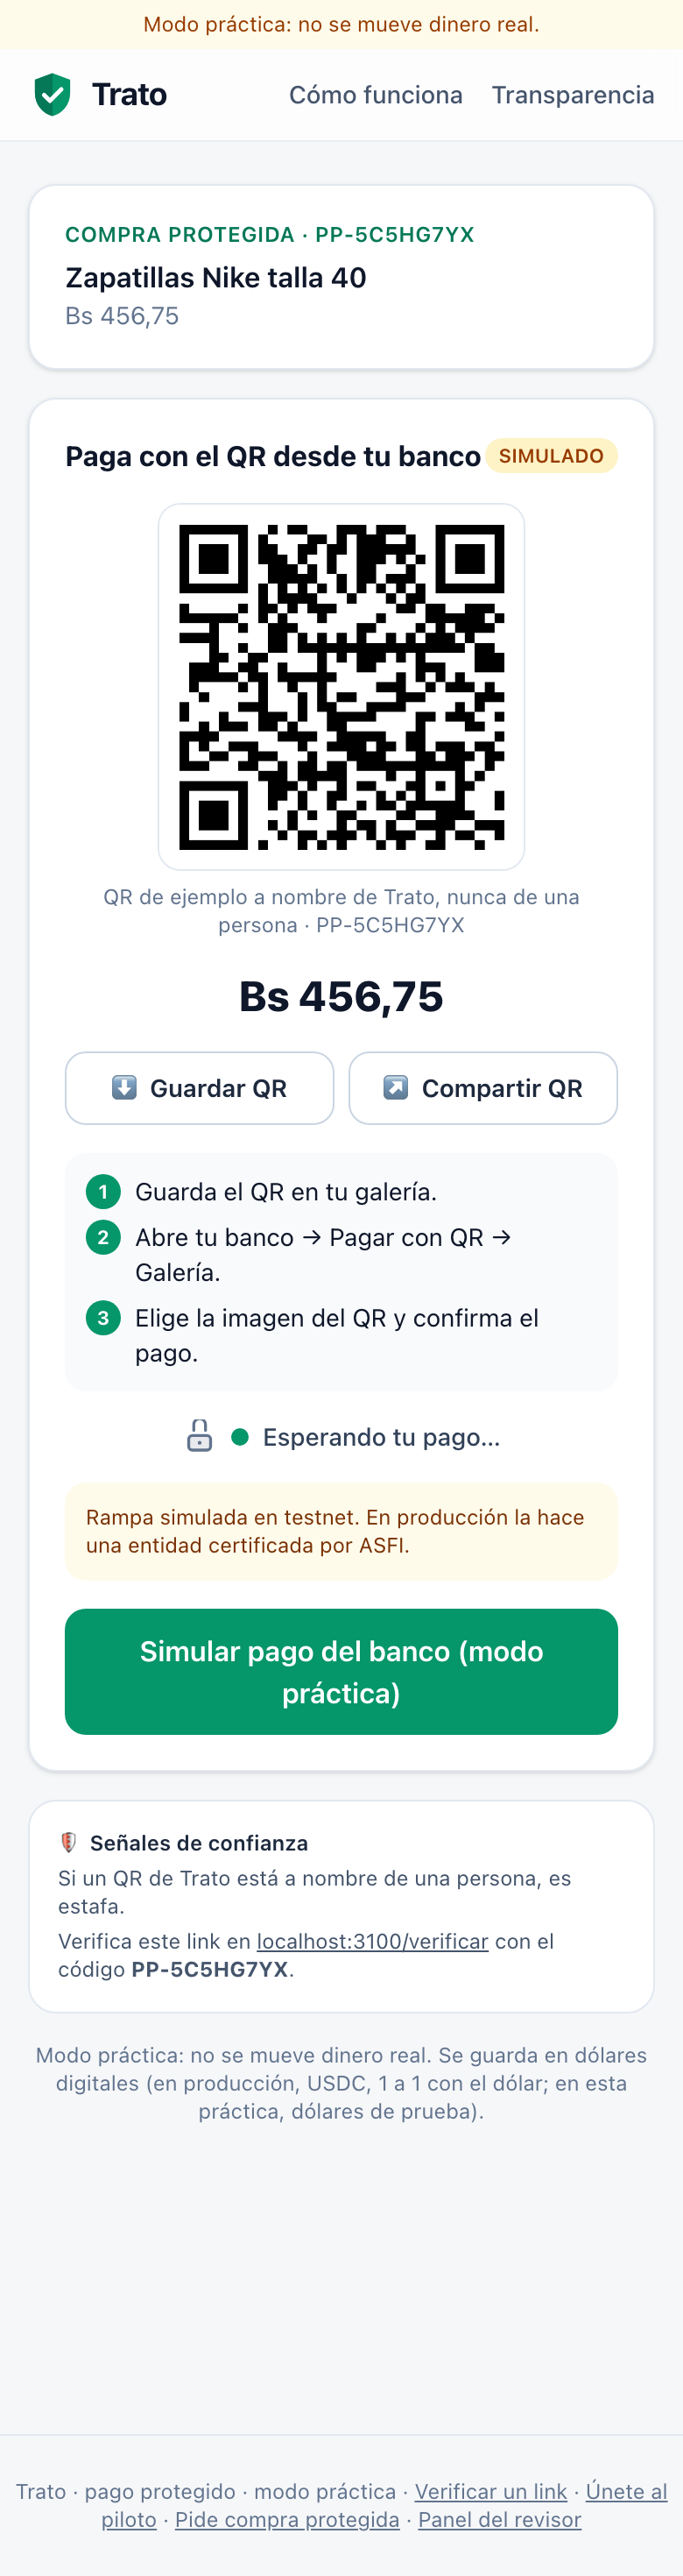 Modo práctica: no se mueve dinero real.
Trato
Cómo funciona
Transparencia
COMPRA PROTEGIDA · PP-5C5HG7YX
Zapatillas Nike talla 40
Bs 456,75
Paga con el QR desde tu banco
SIMULADO
QR de ejemplo a nombre de Trato, nunca de una
persona · PP-5C5HG7YX
Bs 456,75
Guardar QR
Compartir QR
1 Guarda el QR en tu galería.
2 Abre tu banco → Pagar con QR →
Galería.
3 Elige la imagen del QR y confirma el
pago.
Esperando tu pago...
Rampa simulada en testnet. En producción la hace
una entidad certificada por ASFI.
Simular pago del banco (modo
práctica)
Señales de confianza
Si un QR de Trato está a nombre de una persona, es
estafa.
Verifica este link en localhost:3100/verificar con el
código PP-5C5HG7YX.
Modo práctica: no se mueve dinero real. Se guarda en dólares
digitales (en producción, USDC, 1 a 1 con el dólar; en esta
práctica, dólares de prueba).
Trato · pago protegido · modo práctica · Verificar un link · Únete al
piloto · Pide compra protegida · Panel del revisor